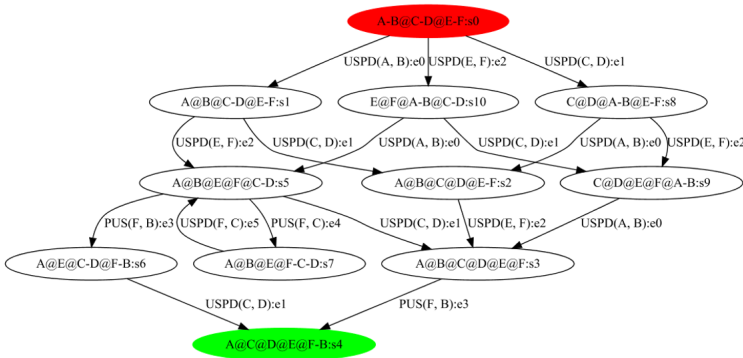 A-B@C-D@E-F:s0
USPD(A, B):e0 USPD(E, F):e2 USPD(C, D):e1
A@B@C-D@E-F:s1 E@F@A-B@C-D:s10 C@D@A-B@E-F:s8
USPD(E, F):e2 USPD(C, D):e1 USPD(A, B):e0 USPD(C, D):e1 USPD(A, B):e0 USPD(E, F):e2
A@B@E@F@C-D:s5 A@B@C@D@E-F:s2 C@D@E@F@A-B:s9
PUS(F, B):e3 USPD(F, C):e5 PUS(F, C):e4 USPD(C, D):e1 USPD(E, F):e2 USPD(A, B):e0
A@E@C-D@F-B:s6 A@B@E@F-C-D:s7 A@B@C@D@E@F:s3
USPD(C, D):e1 PUS(F, B):e3
A@C@D@E@F-B:s4